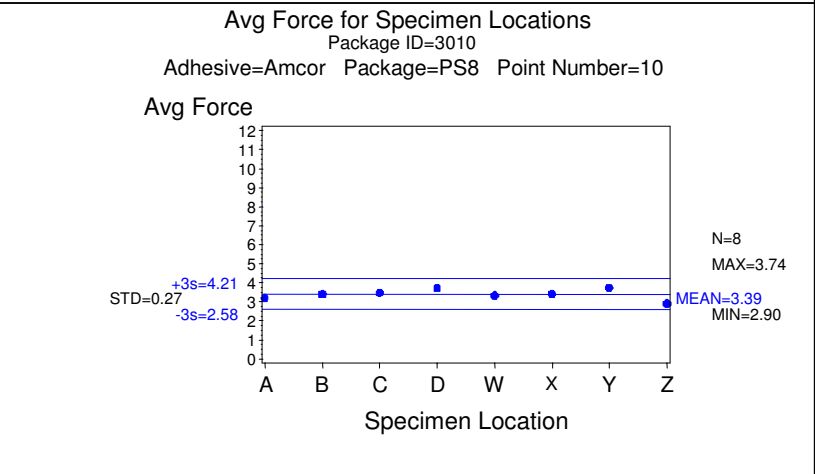 Avg Force for Specimen Locations
Package ID=3010
Adhesive=Amcor Package=PS8 Point Number=10
Avg Force
12
11
10
9
8
7
6
5
4
3
2
1
0
+3s=4.21
STD=0.27
-3s=2.58
N=8
MAX=3.74
MEAN=3.39
MIN=2.90
A B C D W X Y Z
Specimen Location